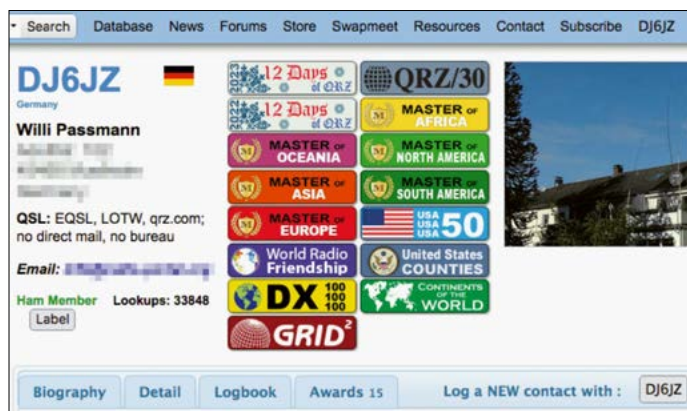 Search Database News Forums Store Swapmeet Resources Contact Subscribe DJ6JZ
DJ6JZ
Germany
Willi Passmann
QSL: EQSL, LOTW, qrz.com;
no direct mail, no bureau
Email:
Ham Member Lookups: 33848
Label
2023 12 Days of QRZ
QRZ/30
2022 12 Days of QRZ
MASTER OF AFRICA
MASTER OF OCEANIA
MASTER OF NORTH AMERICA
MASTER OF ASIA
MASTER OF SOUTH AMERICA
MASTER OF EUROPE
USA USA USA 50
World Radio Friendship
United States COUNTIES
DX 100 100 100
CONTINENTS OF THE WORLD
GRID²
Biography Detail Logbook Awards 15 Log a NEW contact with : DJ6JZ